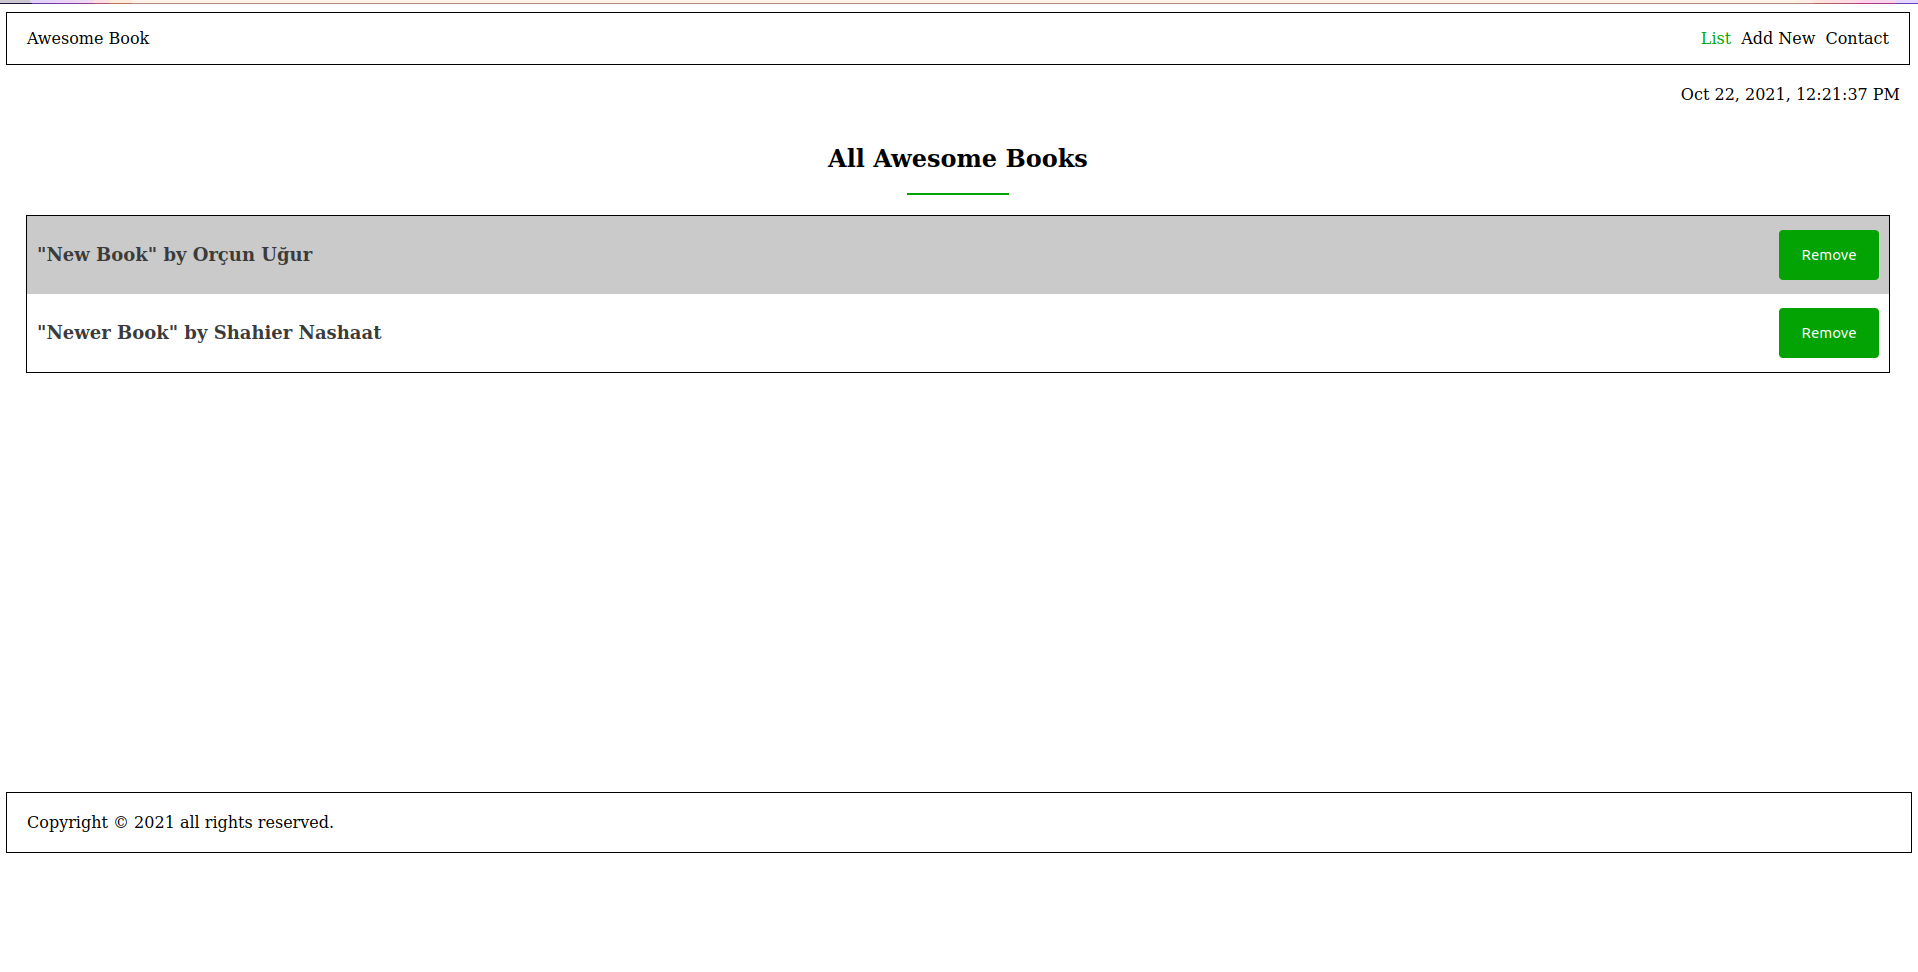 Awesome Book
List Add New Contact
Oct 22, 2021, 12:21:37 PM
All Awesome Books
"New Book" by Orçun Uğur
Remove
"Newer Book" by Shahier Nashaat
Remove
Copyright © 2021 all rights reserved.